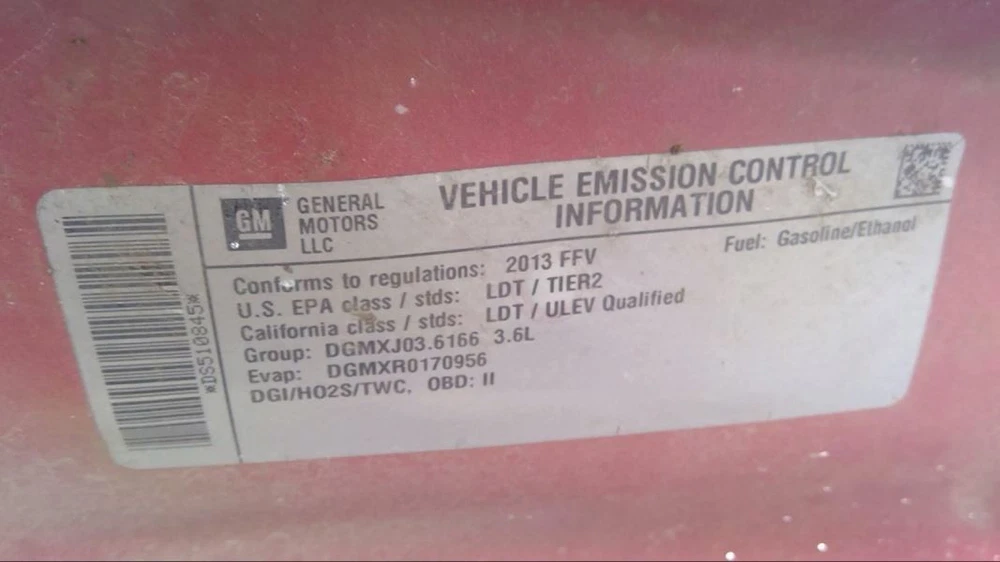 GM
GENERAL
MOTORS
LLC
VEHICLE EMISSION CONTROL
INFORMATION
Fuel: Gasoline/Ethanol
Conforms to regulations: 2013 FFV
U.S. EPA class / stds: LDT / TIER2
California class / stds: LDT / ULEV Qualified
Group: DGMXJ03.6166 3.6L
Evap: DGMXR0170956
DGI/HO2S/TWC, OBD: II
*DS510845*